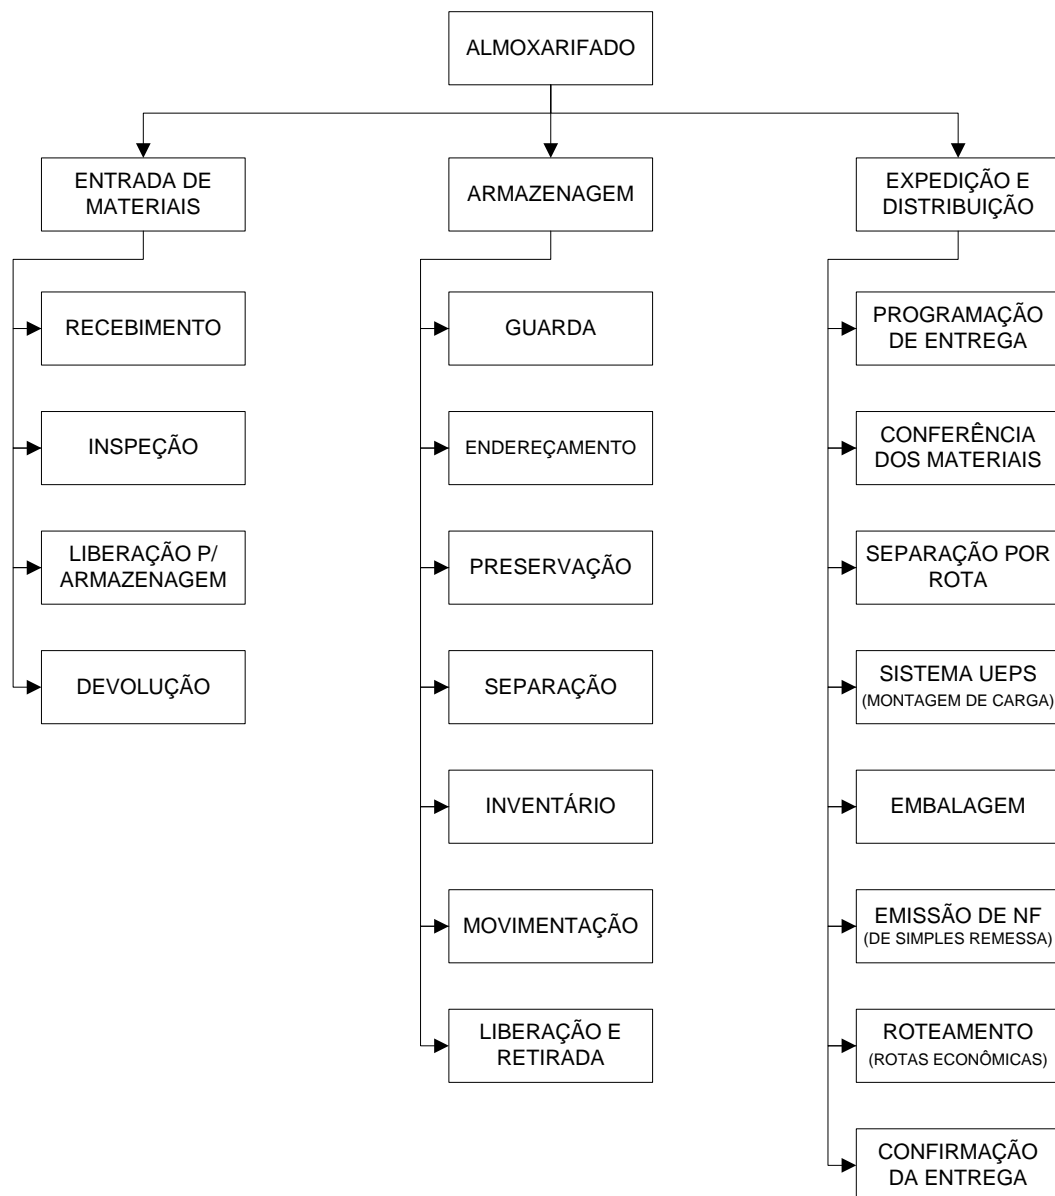 ALMOXARIFADO
ENTRADA DE
MATERIAIS
ARMAZENAGEM
EXPEDIÇÃO E
DISTRIBUIÇÃO
RECEBIMENTO
INSPEÇÃO
LIBERAÇÃO P/
ARMAZENAGEM
DEVOLUÇÃO
GUARDA
ENDEREÇAMENTO
PRESERVAÇÃO
SEPARAÇÃO
INVENTÁRIO
MOVIMENTAÇÃO
LIBERAÇÃO E
RETIRADA
PROGRAMAÇÃO
DE ENTREGA
CONFERÊNCIA
DOS MATERIAIS
SEPARAÇÃO POR
ROTA
SISTEMA UEPS
(MONTAGEM DE CARGA)
EMBALAGEM
EMISSÃO DE NF
(DE SIMPLES REMESSA)
ROTEAMENTO
(ROTAS ECONÔMICAS)
CONFIRMAÇÃO
DA ENTREGA